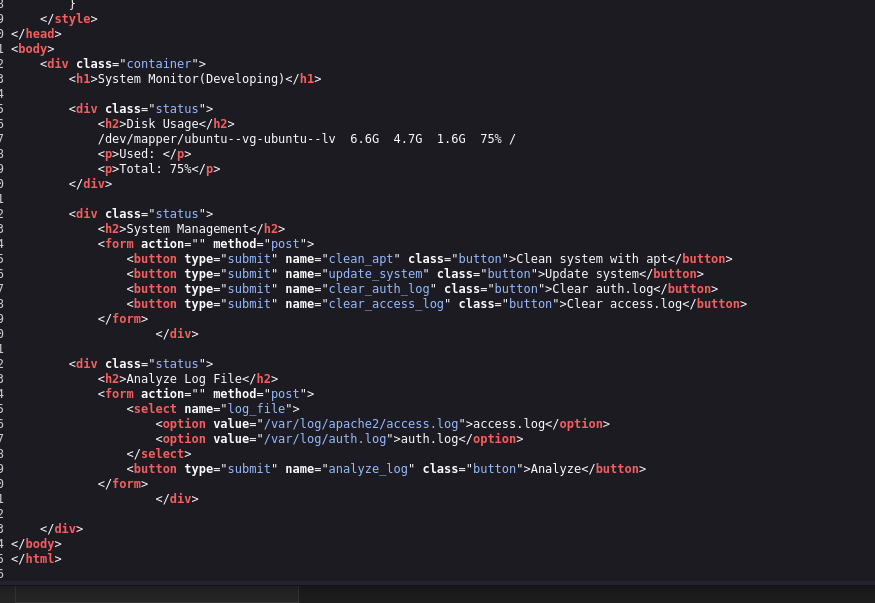 8         }
9     </style>
0 </head>
1 <body>
2     <div class="container">
3         <h1>System Monitor(Developing)</h1>
4
5         <div class="status">
6             <h2>Disk Usage</h2>
7             /dev/mapper/ubuntu--vg-ubuntu--lv  6.6G  4.7G  1.6G  75% /
8             <p>Used: </p>
9             <p>Total: 75%</p>
0         </div>
1
2         <div class="status">
3             <h2>System Management</h2>
4             <form action="" method="post">
5                 <button type="submit" name="clean_apt" class="button">Clean system with apt</button>
6                 <button type="submit" name="update_system" class="button">Update system</button>
7                 <button type="submit" name="clear_auth_log" class="button">Clear auth.log</button>
8                 <button type="submit" name="clear_access_log" class="button">Clear access.log</button>
9             </form>
0                     </div>
1
2         <div class="status">
3             <h2>Analyze Log File</h2>
4             <form action="" method="post">
5                 <select name="log_file">
6                     <option value="/var/log/apache2/access.log">access.log</option>
7                     <option value="/var/log/auth.log">auth.log</option>
8                 </select>
9                 <button type="submit" name="analyze_log" class="button">Analyze</button>
0             </form>
1                     </div>
2
3     </div>
4 </body>
5 </html>
6